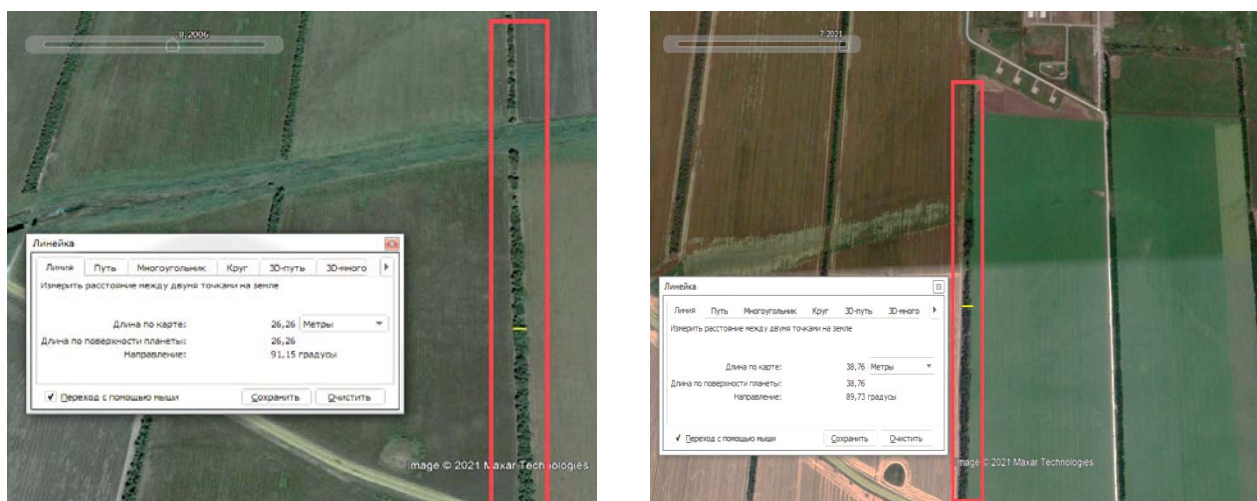 8/2006
Линейка
Линия Путь Многоугольник Круг 3D-путь 3D-много
Измерить расстояние между двумя точками на земле
Длина по карте: 26,26 Метры
Длина по поверхности планеты: 26,26
Направление: 91,15 градусы
Переход с помощью мыши Сохранить Очистить
Image © 2021 Maxar Technologies
7/2021
Линейка
Линия Путь Многоугольник Круг 3D-путь 3D-много
Измерить расстояние между двумя точками на земле
Длина по карте: 38,76 Метры
Длина по поверхности планеты: 38,76
Направление: 89,73 градусы
Переход с помощью мыши Сохранить Очистить
Image © 2021 Maxar Technologies